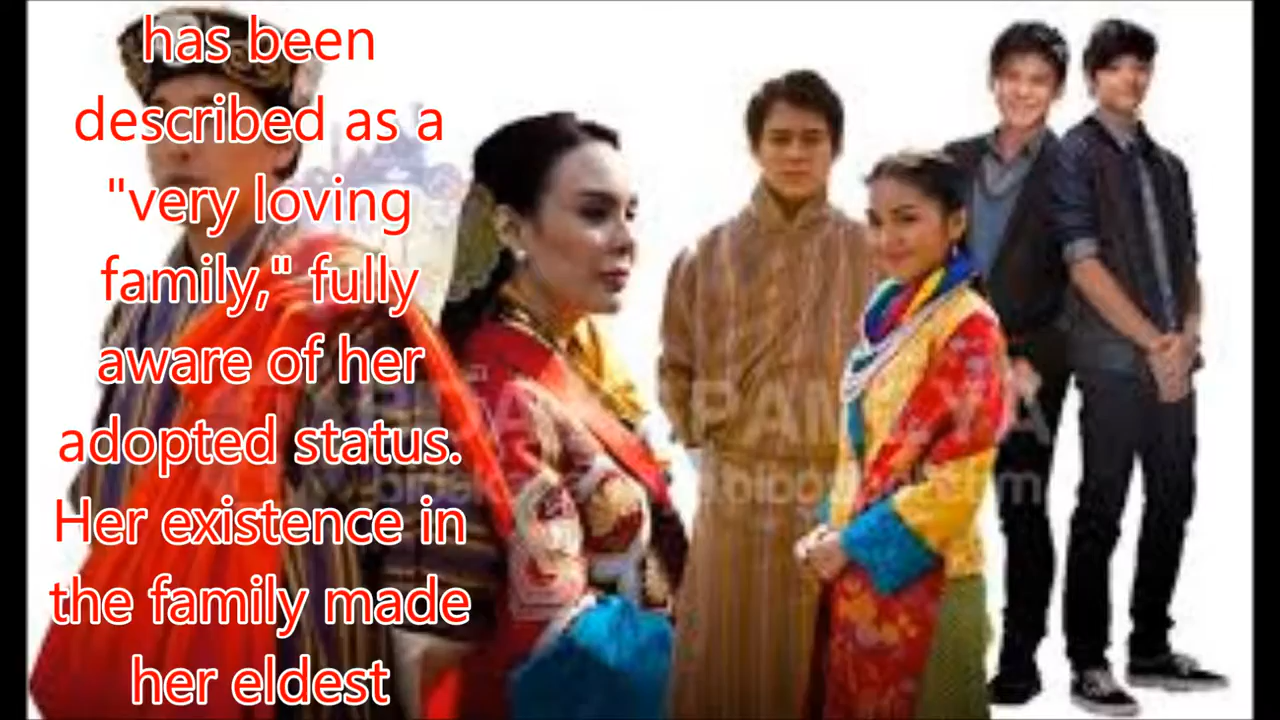 has been
described as a
"very loving
family," fully
aware of her
adopted status.
Her existence in
the family made
her eldest